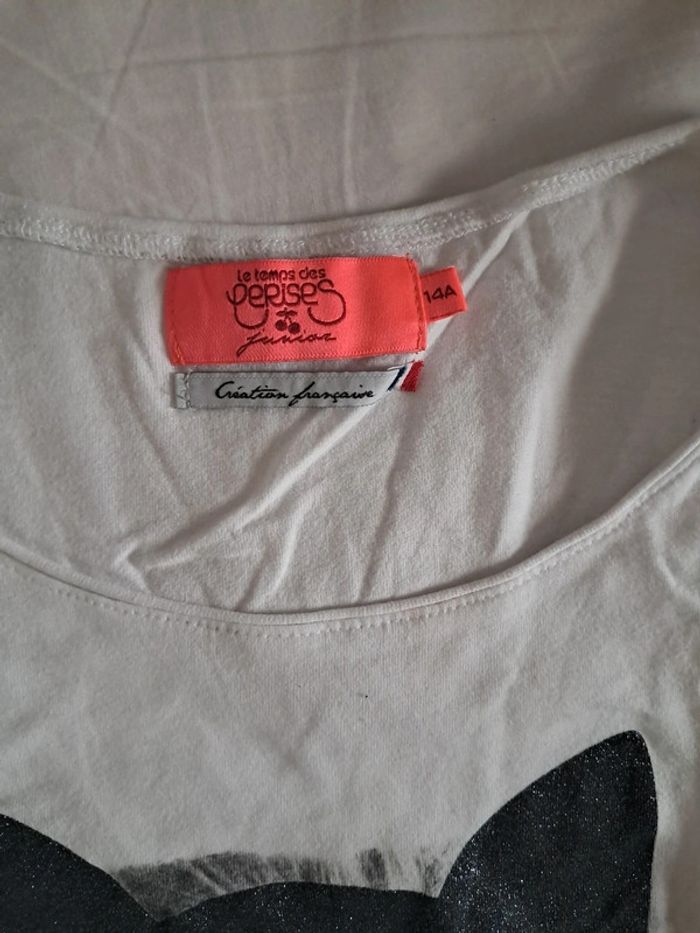 Le temps des
cerises
junior
14A
Création française